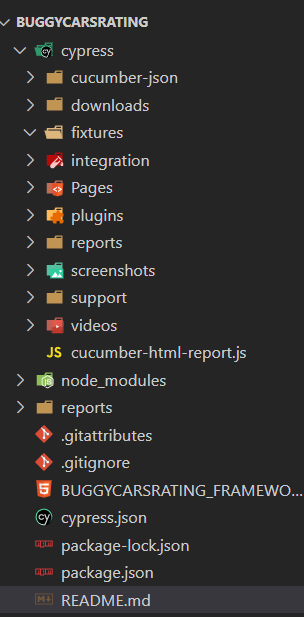 BUGGYCARSRATING
cypress
cucumber-json
downloads
fixtures
integration
Pages
plugins
reports
screenshots
support
videos
JS cucumber-html-report.js
node_modules
reports
.gitattributes
.gitignore
BUGGYCARSRATING_FRAMEWO...
cypress.json
package-lock.json
package.json
README.md